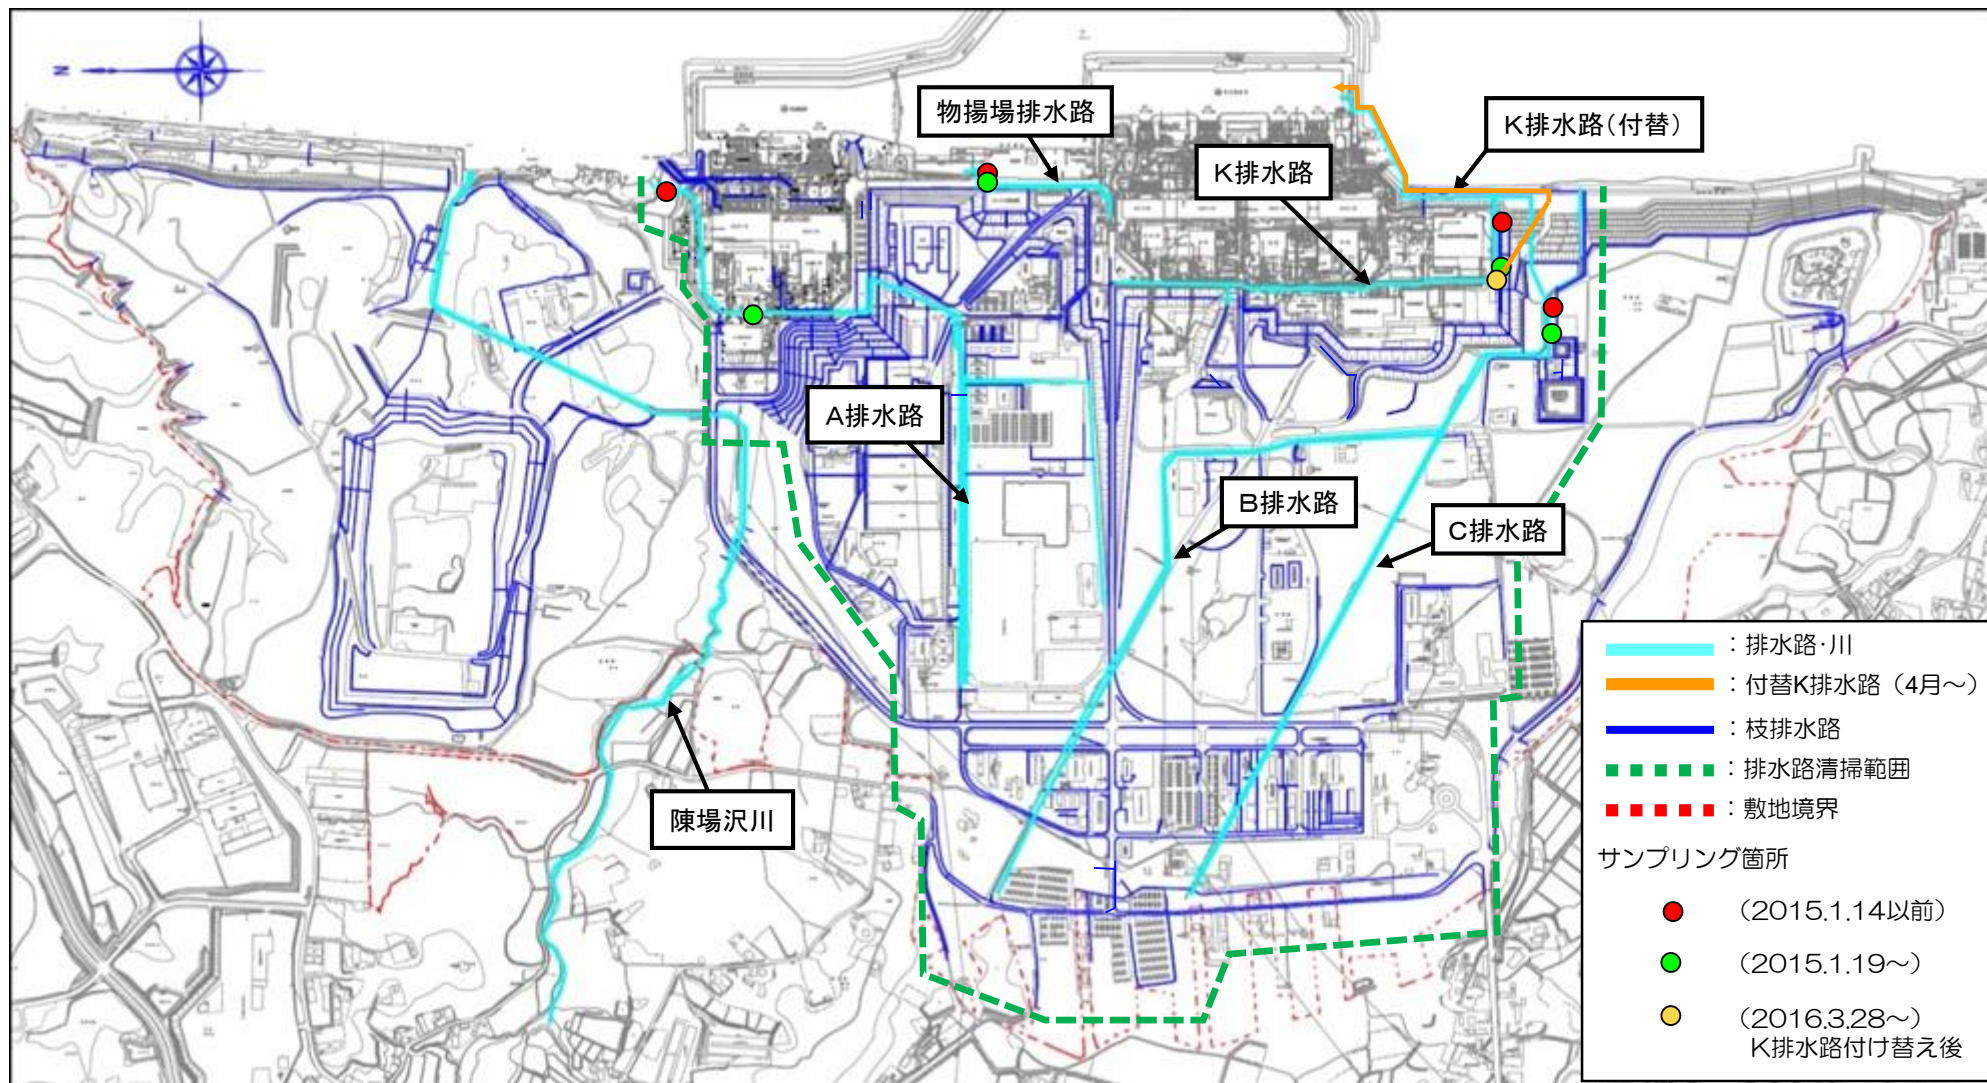 N
物揚場排水路
K排水路(付替)
K排水路
A排水路
B排水路
C排水路
陳場沢川
：排水路・川
：付替K排水路（4月～）
：枝排水路
：排水路清掃範囲
：敷地境界
サンプリング箇所
（2015.1.14以前）
（2015.1.19～）
（2016.3.28～）
K排水路付け替え後